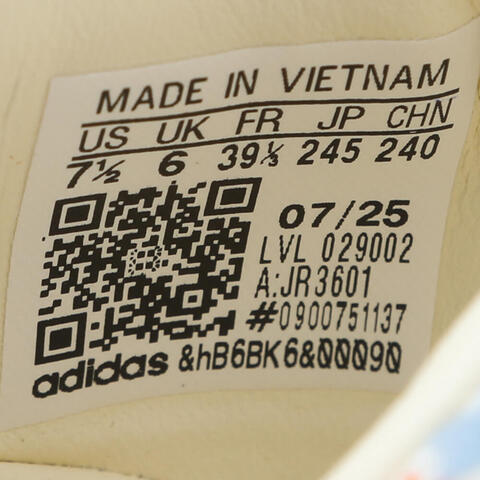 MADE IN VIETNAM
US UK FR JP CHN
7½ 6 39⅓ 245 240
07/25
LVL 029002
A:JR3601
#0900751137
adidas &hB6BK6&00090